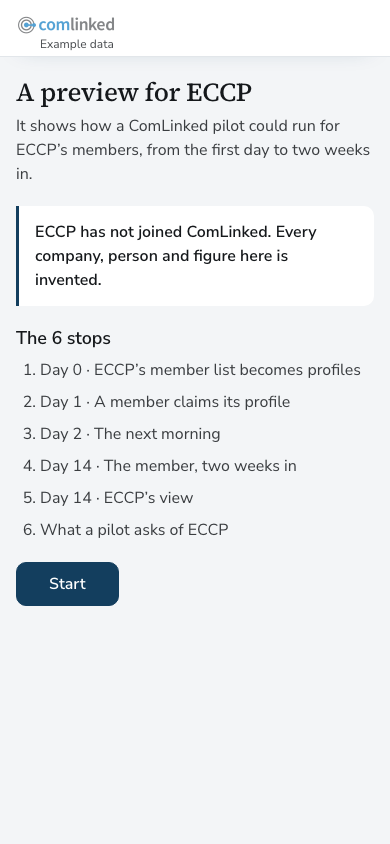 comlinked
Example data
A preview for ECCP
It shows how a ComLinked pilot could run for
ECCP’s members, from the first day to two weeks
in.
ECCP has not joined ComLinked. Every
company, person and figure here is
invented.
The 6 stops
1. Day 0 · ECCP’s member list becomes profiles
2. Day 1 · A member claims its profile
3. Day 2 · The next morning
4. Day 14 · The member, two weeks in
5. Day 14 · ECCP’s view
6. What a pilot asks of ECCP
Start